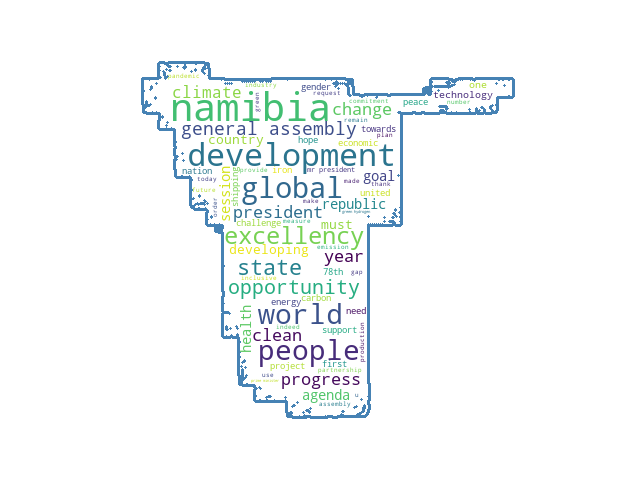 pandemic
industry
gender
one
climate
green
request
technology
namibia
commitment
peace
number
change
remain
general assembly
towards
plan
country
hope
economic
development
nation
provide
iron
mr president
goal
today
session
shipping
global
made
thank
future
united
order
make
republic
president
green hydrogen
challenge
measure
must
excellency
developing
emission
year
state
78th
gap
inclusive
opportunity
carbon
energy
world
need
health
indeed
support
production
clean
people
project
first
partnership
use
progress
agenda
u
assembly